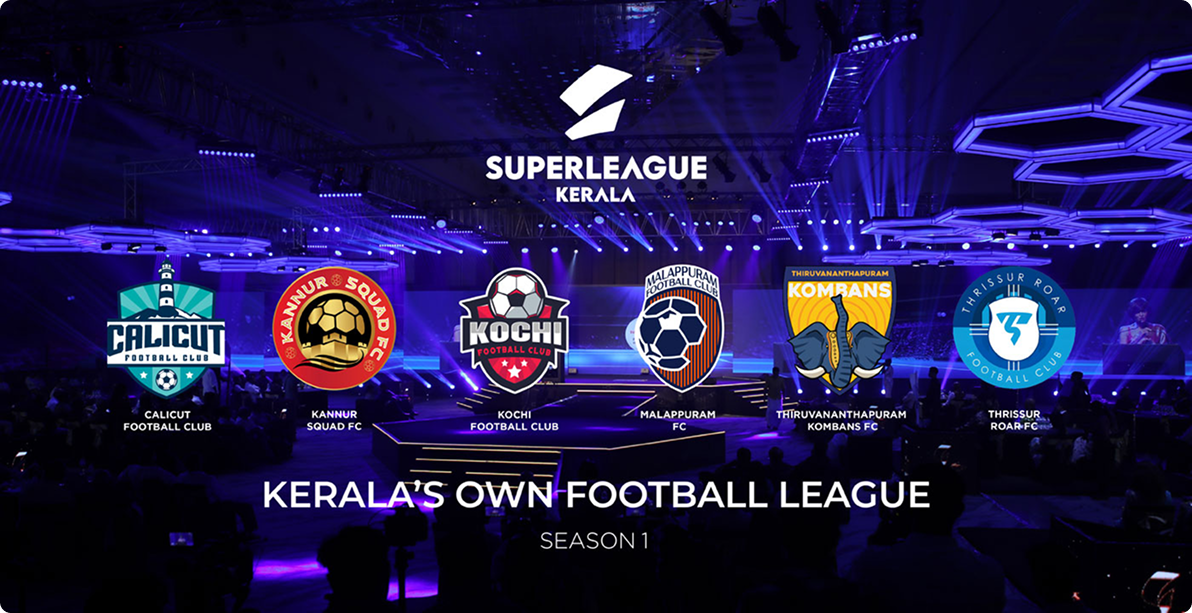 SUPERLEAGUE
KERALA
CALICUT
FOOTBALL CLUB
KANNUR SQUAD FC
KOCHI
FOOTBALL CLUB
MALAPPURAM
FOOTBALL CLUB
THIRUVANANTHAPURAM
KOMBANS
THRISSUR ROAR
FOOTBALL CLUB
CALICUT
FOOTBALL CLUB
KANNUR
SQUAD FC
KOCHI
FOOTBALL CLUB
MALAPPURAM
FC
THIRUVANANTHAPURAM
KOMBANS FC
THRISSUR
ROAR FC
KERALA'S OWN FOOTBALL LEAGUE
SEASON 1